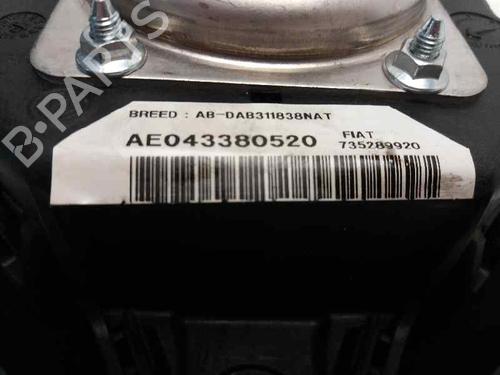 B-PARTS
BREED : AB-DAB311838NAT
AE043380520
FIAT
735289920